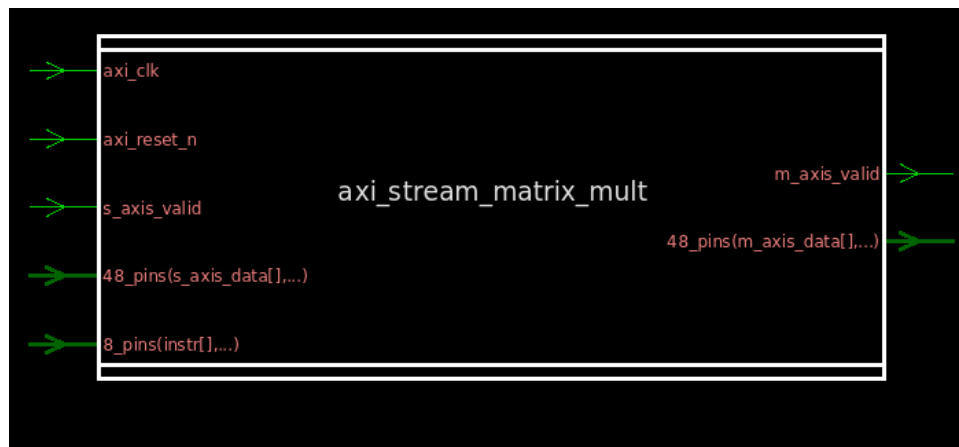 axi_clk
axi_reset_n
s_axis_valid
48_pins(s_axis_data[],...)
8_pins(instr[],...)
axi_stream_matrix_mult
m_axis_valid
48_pins(m_axis_data[],...)